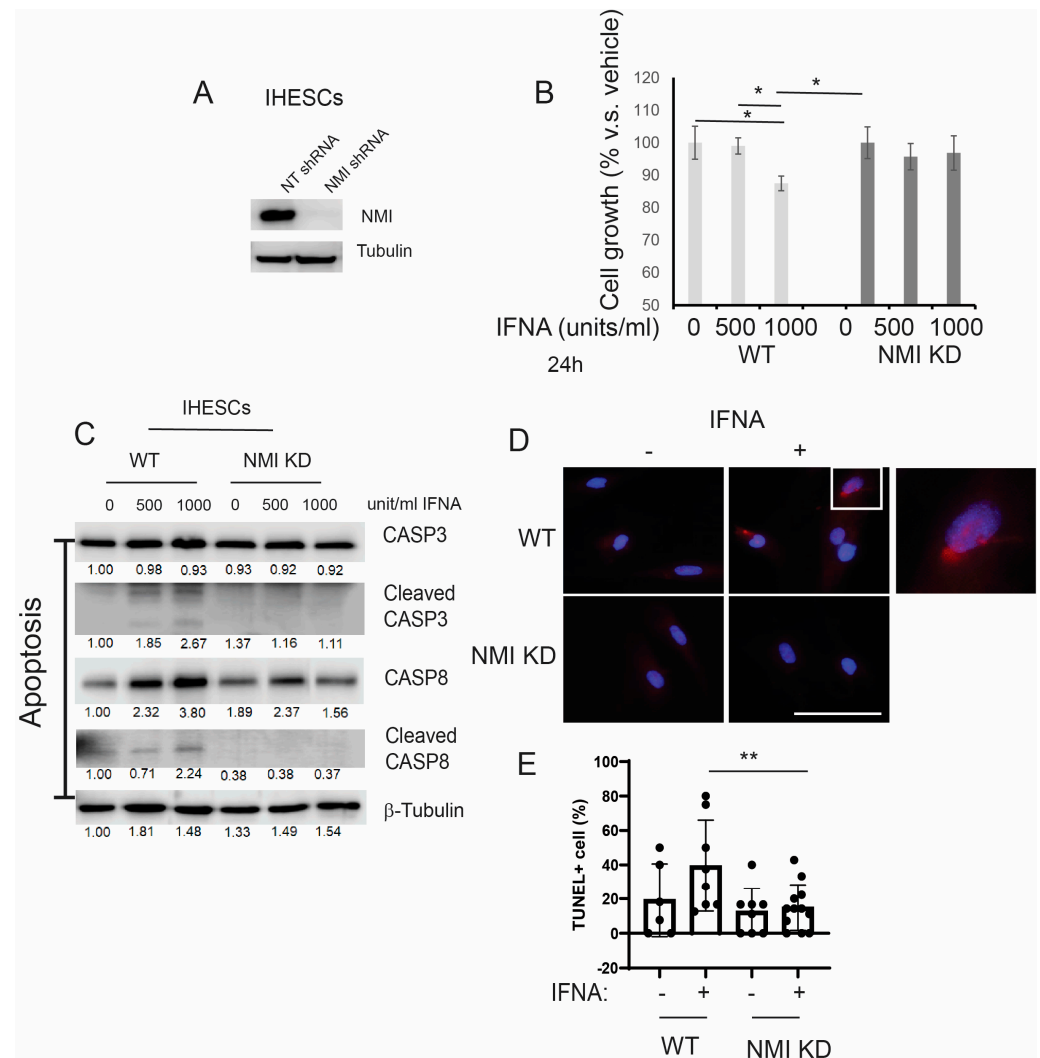 A
IHESCs
NT shRNA
NMI shRNA
NMI
Tubulin
B
Cell growth (% v.s. vehicle)
120
100
90
80
70
60
50
*
*
*
IFNA (units/ml) 0 500 1000 0 500 1000
WT NMI KD
24h
C
IHESCs
WT NMI KD
0 500 1000 0 500 1000 unit/ml IFNA
Apoptosis
CASP3
1.00 0.98 0.93 0.93 0.92 0.92
Cleaved
CASP3
1.00 1.85 2.67 1.37 1.16 1.11
CASP8
1.00 2.32 3.80 1.89 2.37 1.56
Cleaved
CASP8
1.00 0.71 2.24 0.38 0.38 0.37
β-Tubulin
1.00 1.81 1.48 1.33 1.49 1.54
D
IFNA
- +
WT
NMI KD
E
TUNEL+ cell (%)
100
80
60
40
20
0
-20
**
IFNA: - + - +
WT NMI KD